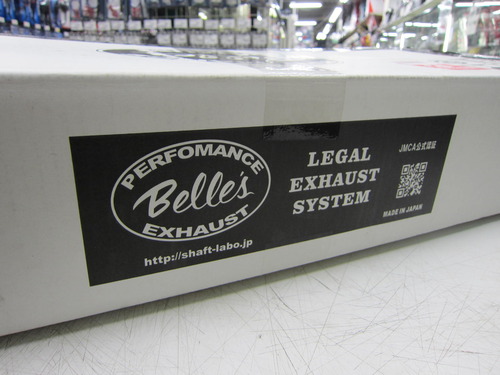 PERFOMANCE
Belle's
EXHAUST
http://shaft-labo.jp
LEGAL
EXHAUST
SYSTEM
JMCA公式認証
MADE IN JAPAN